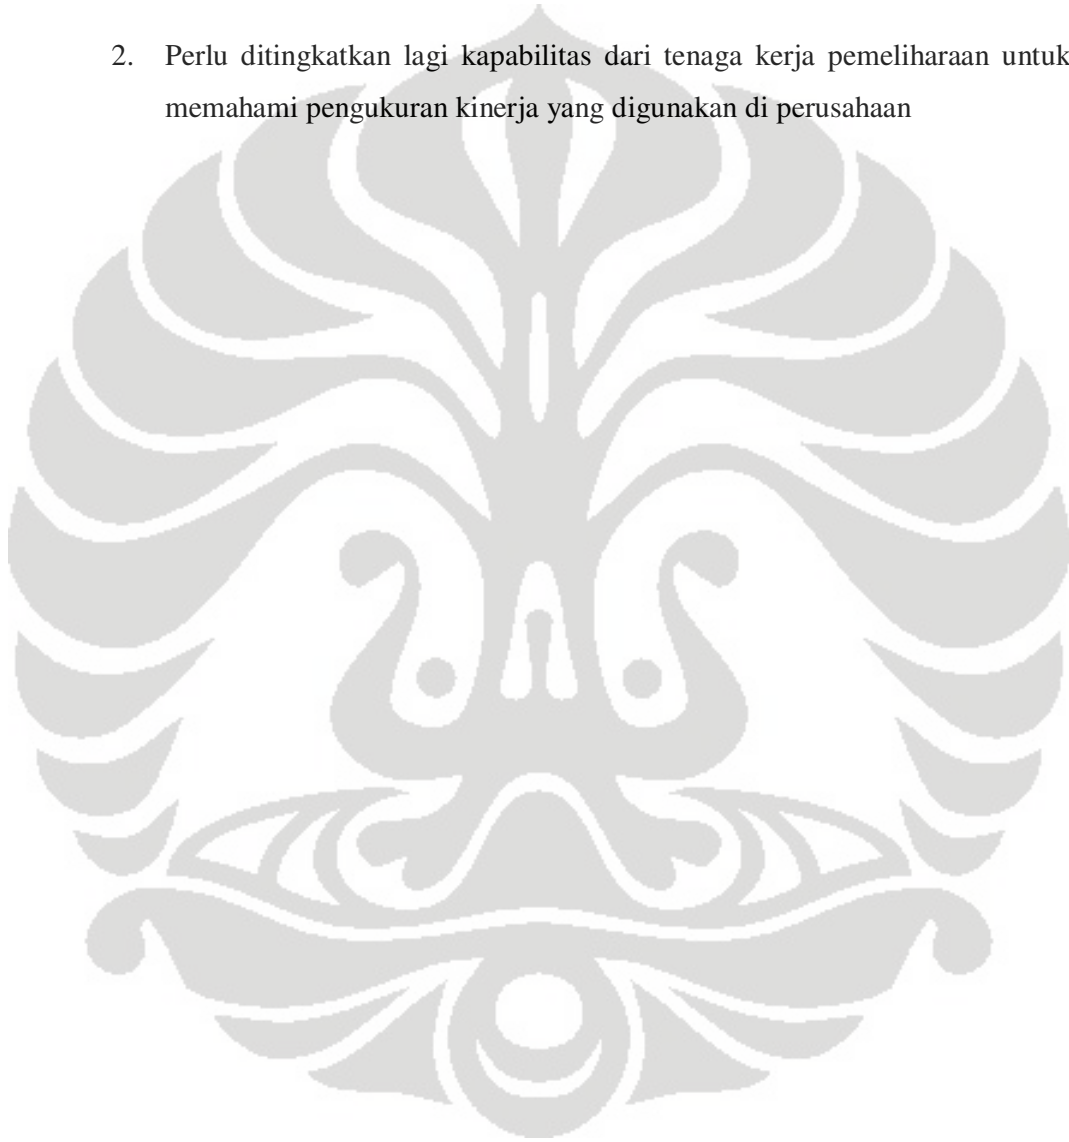 2. Perlu ditingkatkan lagi kapabilitas dari tenaga kerja pemeliharaan untuk
memahami pengukuran kinerja yang digunakan di perusahaan